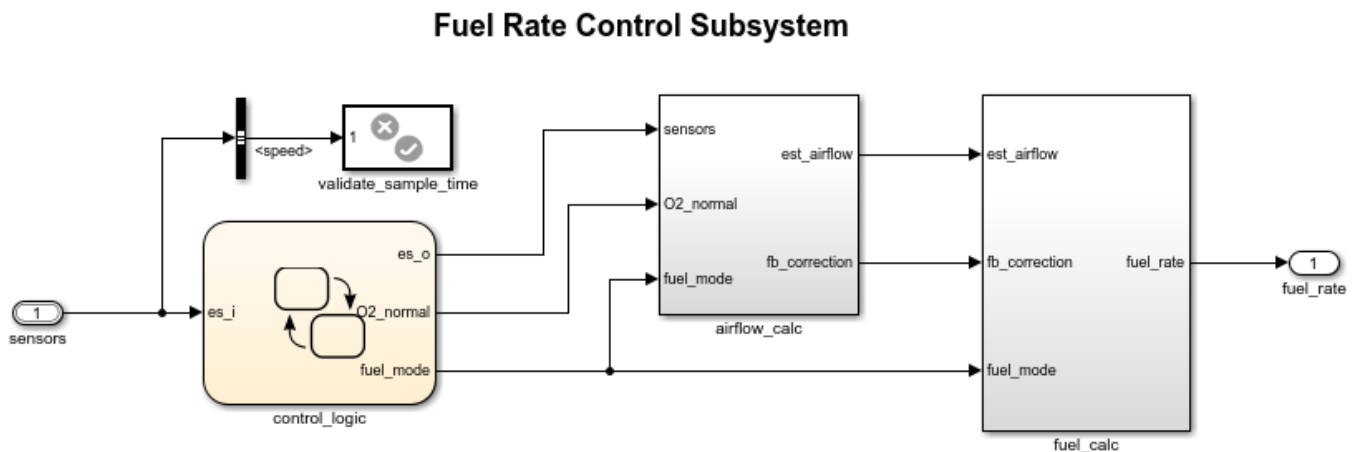 Fuel Rate Control Subsystem
<speed>
1
validate_sample_time
1
sensors
es_i
es_o
O2_normal
fuel_mode
control_logic
sensors
O2_normal
fuel_mode
est_airflow
fb_correction
airflow_calc
est_airflow
fb_correction
fuel_mode
fuel_rate
fuel_calc
1
fuel_rate